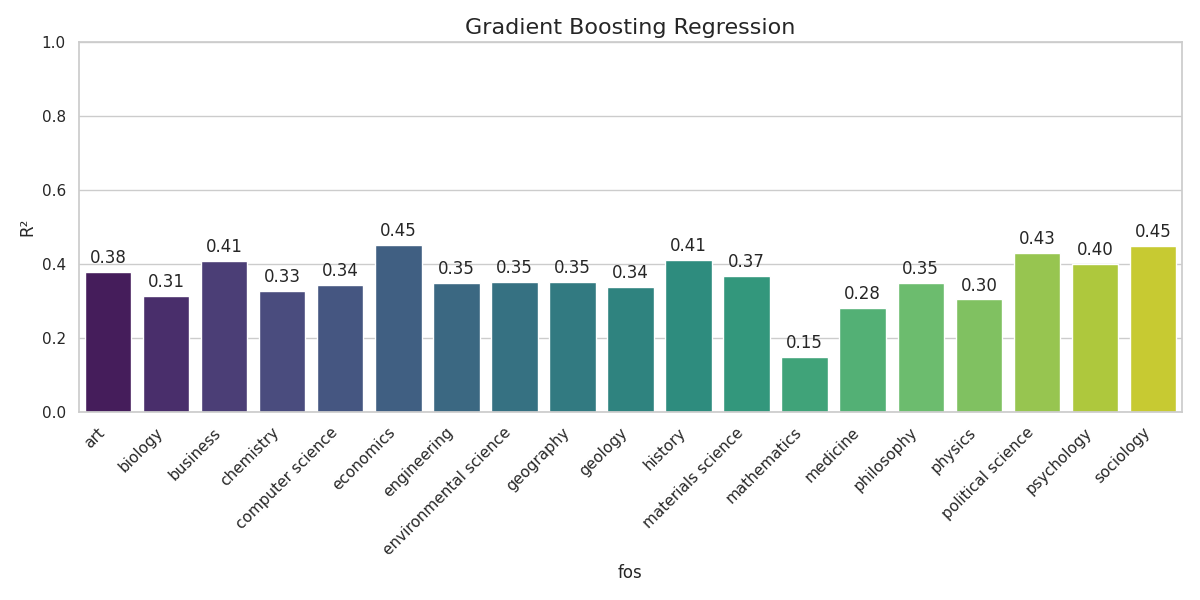 Gradient Boosting Regression
1.0
0.8
0.6
0.4
0.2
0.0
R²
0.38
0.31
0.41
0.33
0.34
0.45
0.35
0.35
0.35
0.34
0.41
0.37
0.15
0.28
0.35
0.30
0.43
0.40
0.45
art
biology
business
chemistry
computer science
economics
engineering
environmental science
geography
geology
history
materials science
mathematics
medicine
philosophy
physics
political science
psychology
sociology
fos